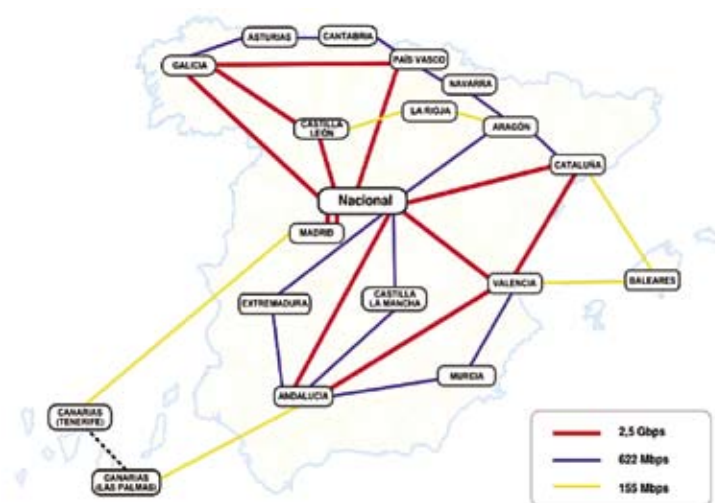 ASTURIAS
CANTABRIA
GALICIA
PAÍS VASCO
NAVARRA
LA RIOJA
CASTILLA
LEÓN
ARAGÓN
CATALUÑA
Nacional
MADRID
EXTREMADURA
CASTILLA
LA MANCHA
VALENCIA
BALEARES
ANDALUCIA
MURCIA
CANARIAS
(TENERIFE)
CANARIAS
(LAS PALMAS)
2,5 Gbps
622 Mbps
155 Mbps